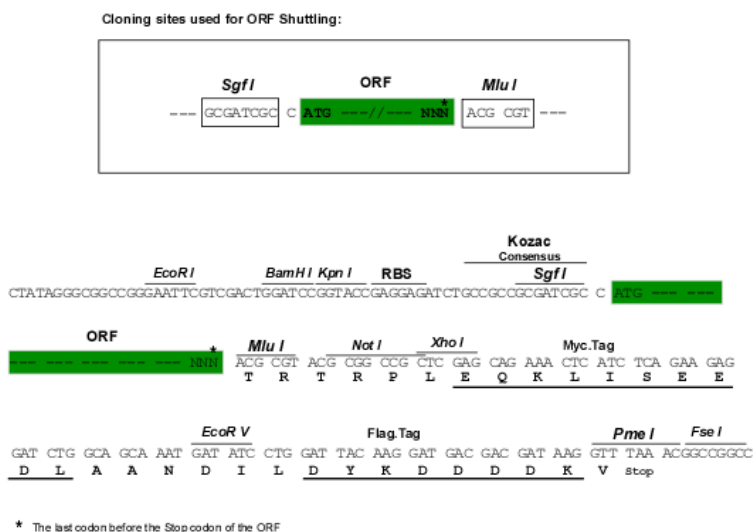 Cloning sites used for ORF Shuttling:
Sgf I ORF Mlu I
--- GCGATCGC C ATG ---//--- NNN* ACG CGT ---
Kozac
Consensus
EcoR I BamH I Kpn I RBS Sgf I
CTATAGGGCGGCCGGGAATTCGTCGACTGGATCCGGTACCGAGGAGATCTGCCGCCGCGATCGC C ATG --- ---
ORF
Mlu I Not I Xho I Myc.Tag
--- --- --- --- --- --- NNN* ACG CGT ACG CGG CCG CTC GAG CAG AAA CTC ATC TCA GAA GAG
T R T R P L E Q K L I S E E
EcoR V Flag.Tag Pme I Fse I
GAT CTG GCA GCA AAT GAT ATC CTG GAT TAC AAG GAT GAC GAC GAT AAG GTT TAA ACGGCCGGCC
D L A A N D I L D Y K D D D D K V Stop
* The last codon before the Stop codon of the ORF